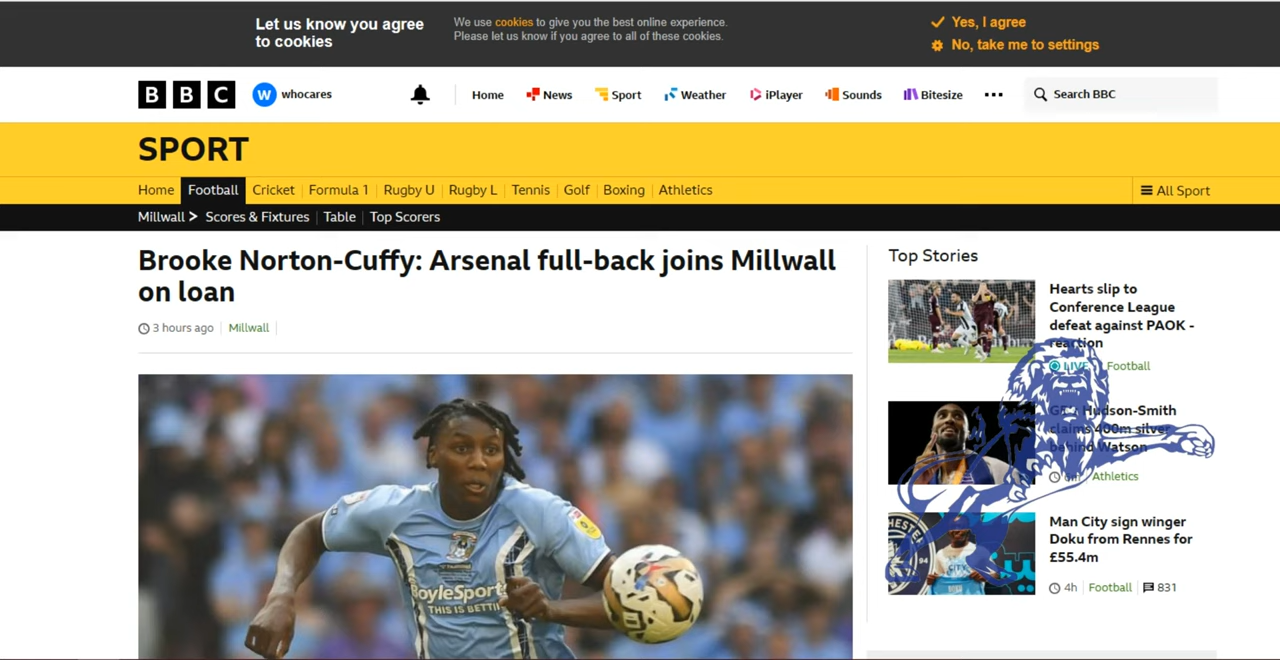 Let us know you agree
to cookies
We use cookies to give you the best online experience.
Please let us know if you agree to all of these cookies.
Yes, I agree
No, take me to settings
BBC
W whocares
Home
News
Sport
Weather
iPlayer
Sounds
Bitesize
Search BBC
SPORT
Home
Football
Cricket
Formula 1
Rugby U
Rugby L
Tennis
Golf
Boxing
Athletics
All Sport
Millwall
Scores & Fixtures
Table
Top Scorers
Brooke Norton-Cuffy: Arsenal full-back joins Millwall
on loan
3 hours ago
Millwall
Top Stories
Hearts slip to
Conference League
defeat against PAOK -
reaction
LIVE
Football
Hudson-Smith
claims 400m silver
behind Watson
Athletics
Man City sign winger
Doku from Rennes for
£55.4m
4h
Football
831
BoyleSport
THIS IS BETTI
CITY
94